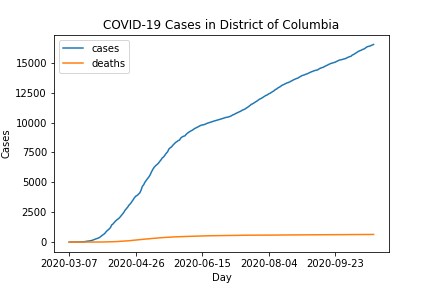 COVID-19 Cases in District of Columbia
cases
deaths
15000
12500
10000
7500
5000
2500
0
Cases
2020-03-07 2020-04-26 2020-06-15 2020-08-04 2020-09-23
Day